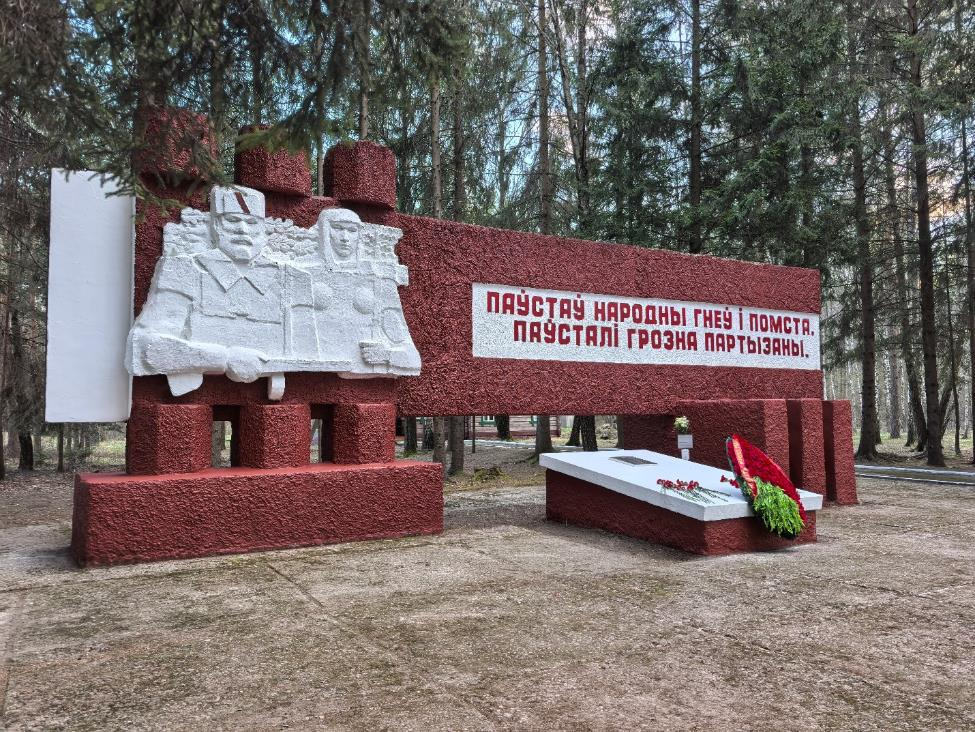 ПАЎСТАЎ НАРОДНЫ ГНЕЎ І ПОМСТА.
ПАЎСТАЛІ ГРОЗНА ПАРТЫЗАНЫ.